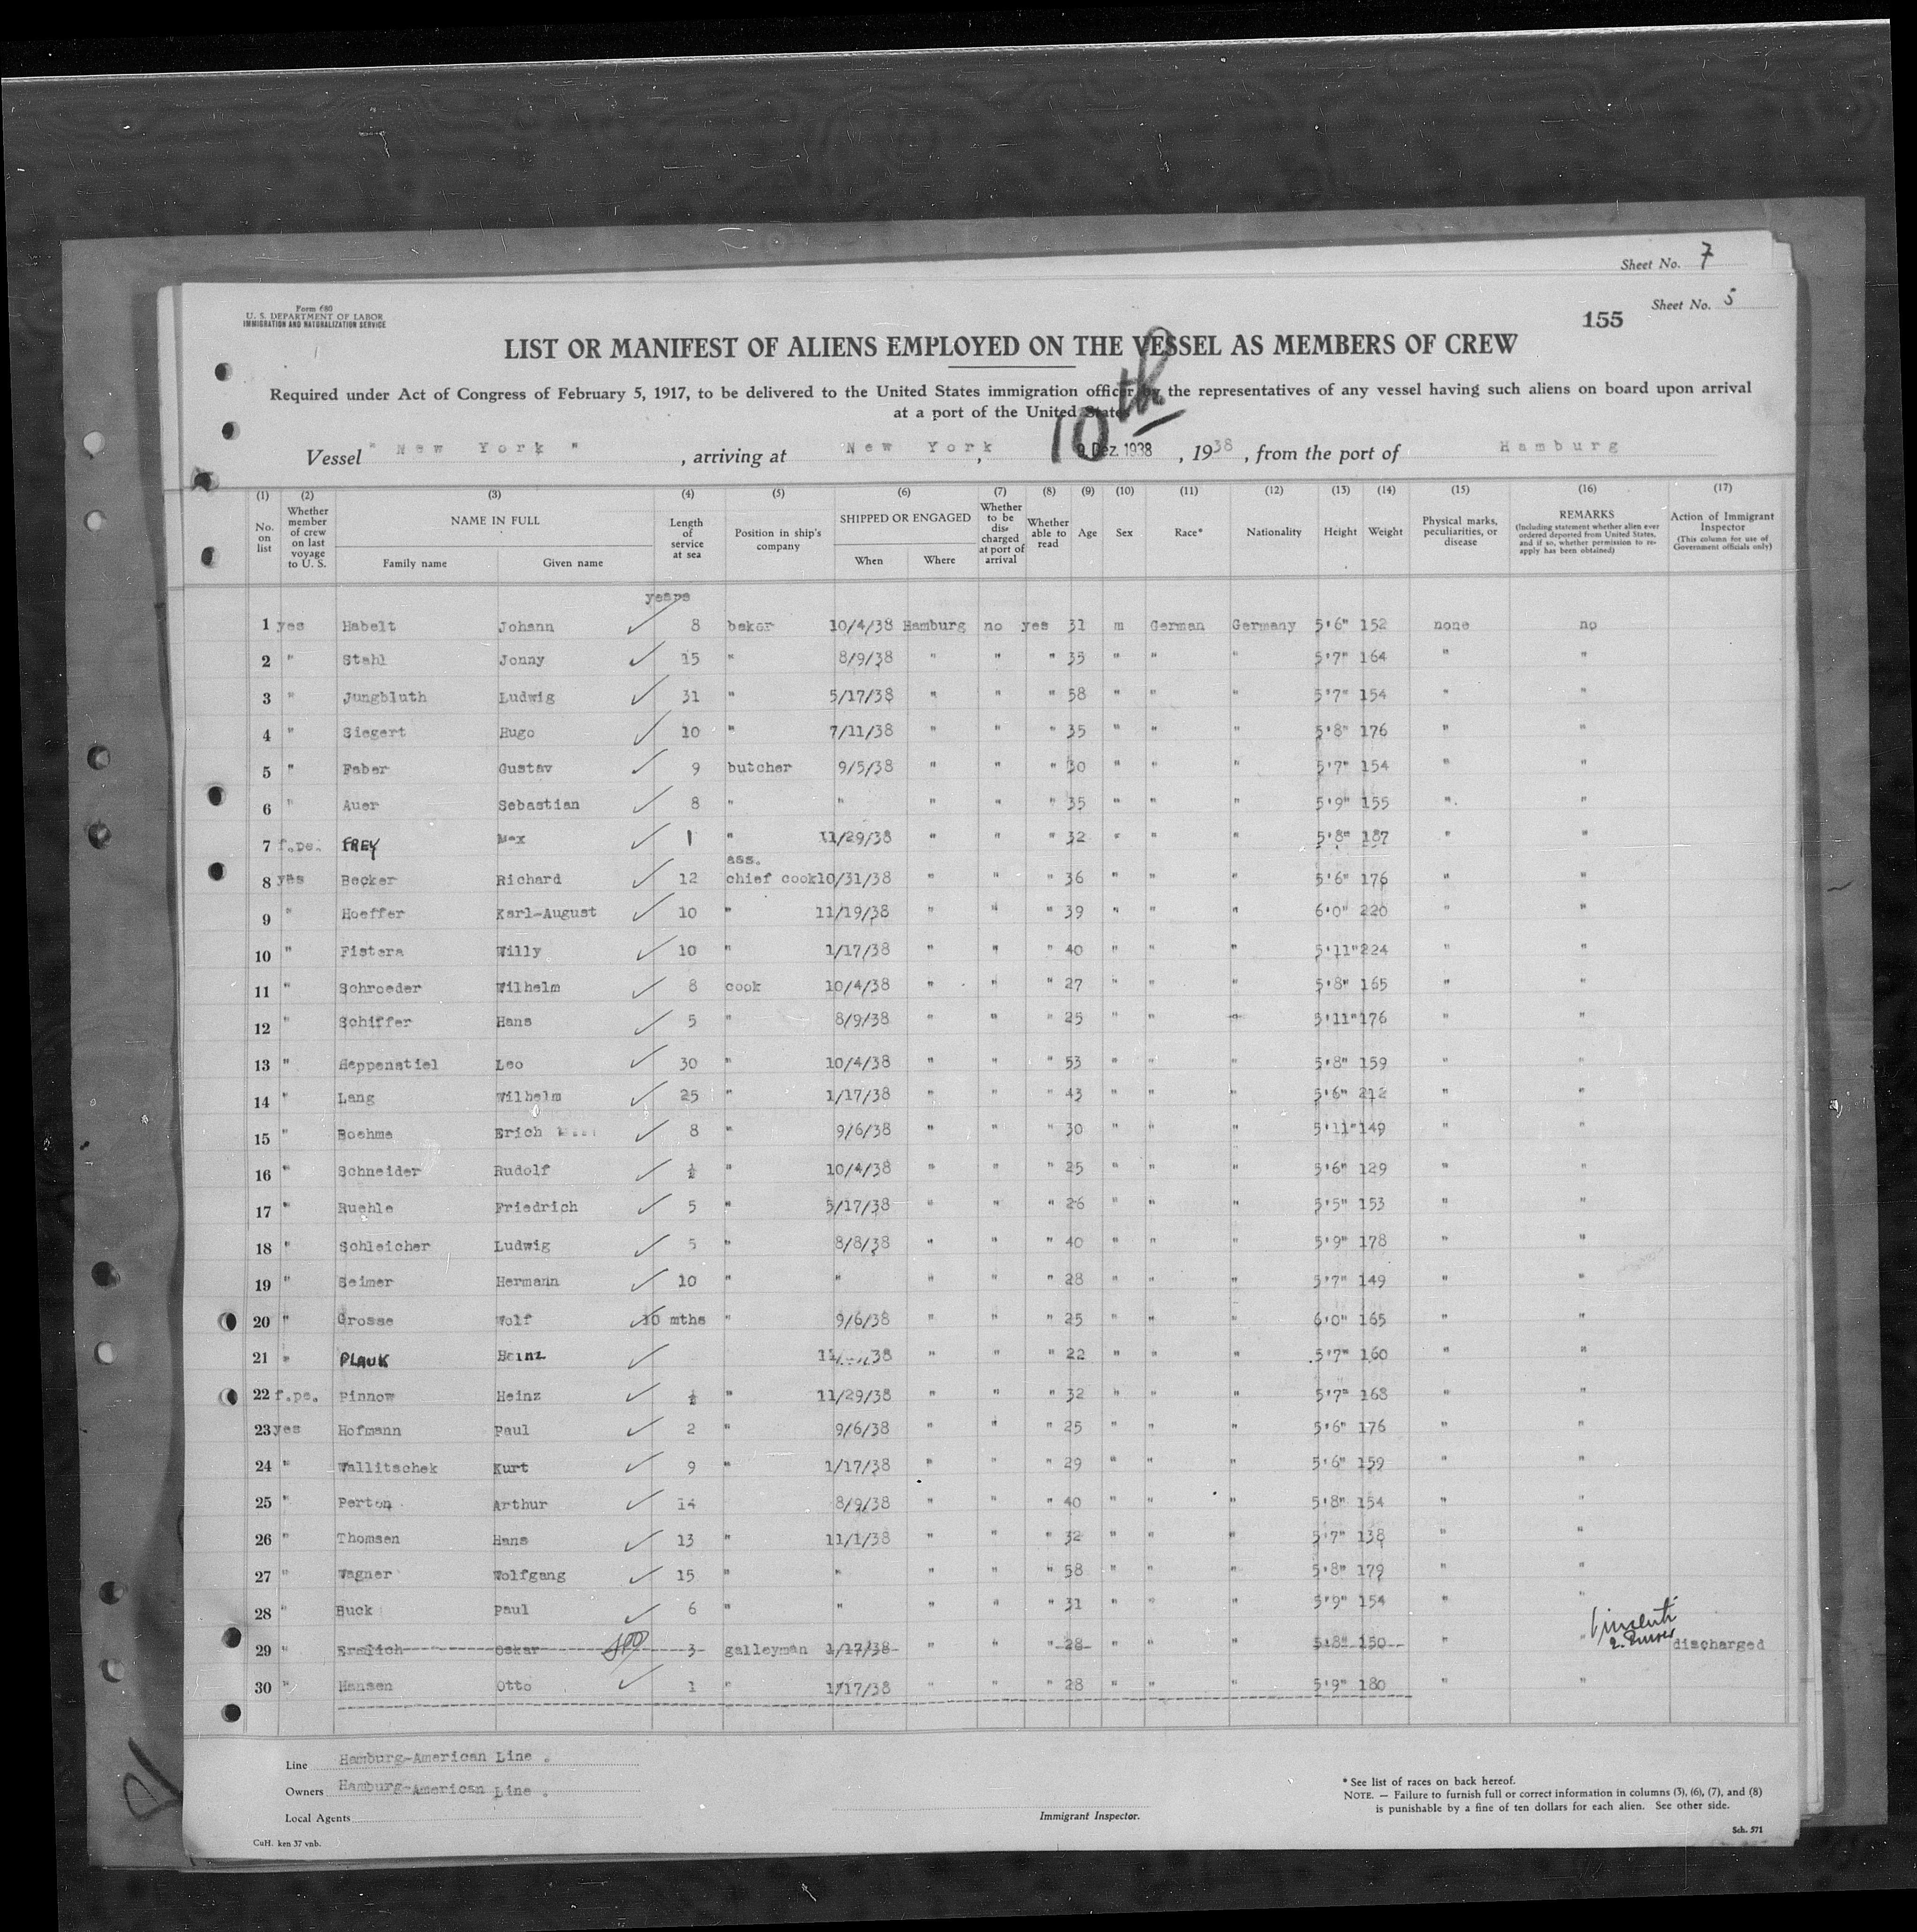 Sheet No. 7
Form 680
U. S. DEPARTMENT OF LABOR
IMMIGRATION AND NATURALIZATION SERVICE
155
Sheet No. 5
LIST OR MANIFEST OF ALIENS EMPLOYED ON THE VESSEL AS MEMBERS OF CREW
Required under Act of Congress of February 5, 1917, to be delivered to the United States immigration officer by the representatives of any vessel having such aliens on board upon arrival
at a port of the United States
10th
Vessel " New York " , arriving at New York , 9. Dez. 1938 , 1938 , from the port of Hamburg
(1) (2) (3) (4) (5) (6) (7) (8) (9) (10) (11) (12) (13) (14) (15) (16) (17)
No. on list
Whether member of crew on last voyage to U. S.
NAME IN FULL
Family name
Given name
Length of service at sea
Position in ship's company
SHIPPED OR ENGAGED
When
Where
Whether to be discharged at port of arrival
Whether able to read
Age
Sex
Race*
Nationality
Height
Weight
Physical marks, peculiarities, or disease
REMARKS
(Including statement whether alien ever ordered deported from United States, and if so, whether permission to reapply has been obtained)
Action of Immigrant Inspector
(This column for use of Government officials only)
years
1 yes Habelt Johann 8 baker 10/4/38 Hamburg no yes 31 m German Germany 5'6" 152 none no
2 " Stahl Jonny 15 " 8/9/38 " " " 35 " " " 5'7" 164 " "
3 " Jungbluth Ludwig 31 " 5/17/38 " " " 58 " " " 5'7" 154 " "
4 " Siegert Hugo 10 " 7/11/38 " " " 35 " " " 5'8" 176 " "
5 " Faber Gustav 9 butcher 9/5/38 " " " 30 " " " 5'7" 154 " "
6 " Auer Sebastian 8 " " " " " 35 " " " 5'9" 155 " "
7 f.pe. FREY Max 1 " 11/29/38 " " " 32 " " " 5'8" 187 " "
ass.
8 yes Becker Richard 12 chief cook 10/31/38 " " " 36 " " " 5'6" 176 " "
9 " Hoeffer Karl-August 10 " 11/19/38 " " " 39 " " " 6'0" 220 " "
10 " Fistera Willy 10 " 1/17/38 " " " 40 " " " 5'11" 224 " "
11 " Schroeder Wilhelm 8 cook 10/4/38 " " " 27 " " " 5'8" 165 " "
12 " Schiffer Hans 5 " 8/9/38 " " " 25 " " " 5'11" 176 " "
13 " Heppenstiel Leo 30 " 10/4/38 " " " 53 " " " 5'8" 159 " "
14 " Lang Wilhelm 25 " 1/17/38 " " " 43 " " " 5'6" 212 " "
15 " Boehme Erich 8 " 9/6/38 " " " 30 " " " 5'11" 149 " "
16 " Schneider Rudolf ½ " 10/4/38 " " " 25 " " " 5'6" 129 " "
17 " Ruehle Friedrich 5 " 5/17/38 " " " 26 " " " 5'5" 153 " "
18 " Schleicher Ludwig 5 " 8/8/38 " " " 40 " " " 5'9" 178 " "
19 " Seimer Hermann 10 " " " " " 28 " " " 5'7" 149 " "
20 " Grosse Wolf 10 mths " 9/6/38 " " " 25 " " " 6'0" 165 " "
21 " PLAUK Heinz " " " 22 " " " 5'7" 160 " "
22 f.pe. Pinnow Heinz ½ " 11/29/38 " " " 32 " " " 5'7" 168 " "
23 yes Hofmann Paul 2 " 9/6/38 " " " 25 " " " 5'6" 176 " "
24 " Wallitschek Kurt 9 " 1/17/38 " " " 29 " " " 5'6" 159 " "
25 " Perton Arthur 14 8/9/38 " " " 40 " " " 5'8" 154 " "
26 " Thomsen Hans 13 " 11/1/38 " " " 32 " " " 5'7" 138 " "
27 " Wagner Wolfgang 15 " " " " " 58 " " " 5'8" 179 " "
28 " Buck Paul 6 " " " " " 31 " " " 5'9" 154 " "
29 " Oskar 3 galleyman 1/17/38 " " " 28 " " " 5'8" 150 " " 2. Purser discharged
30 " Hansen Otto 1 " 1/17/38 " " " 28 " " " 5'9" 180 " "
Line Hamburg-American Line .
Owners Hamburg-American Line .
Local Agents
Immigrant Inspector.
* See list of races on back hereof.
NOTE. — Failure to furnish full or correct information in columns (3), (6), (7), and (8)
is punishable by a fine of ten dollars for each alien. See other side.
CuH. ken 37 vnb.
Sch. 571